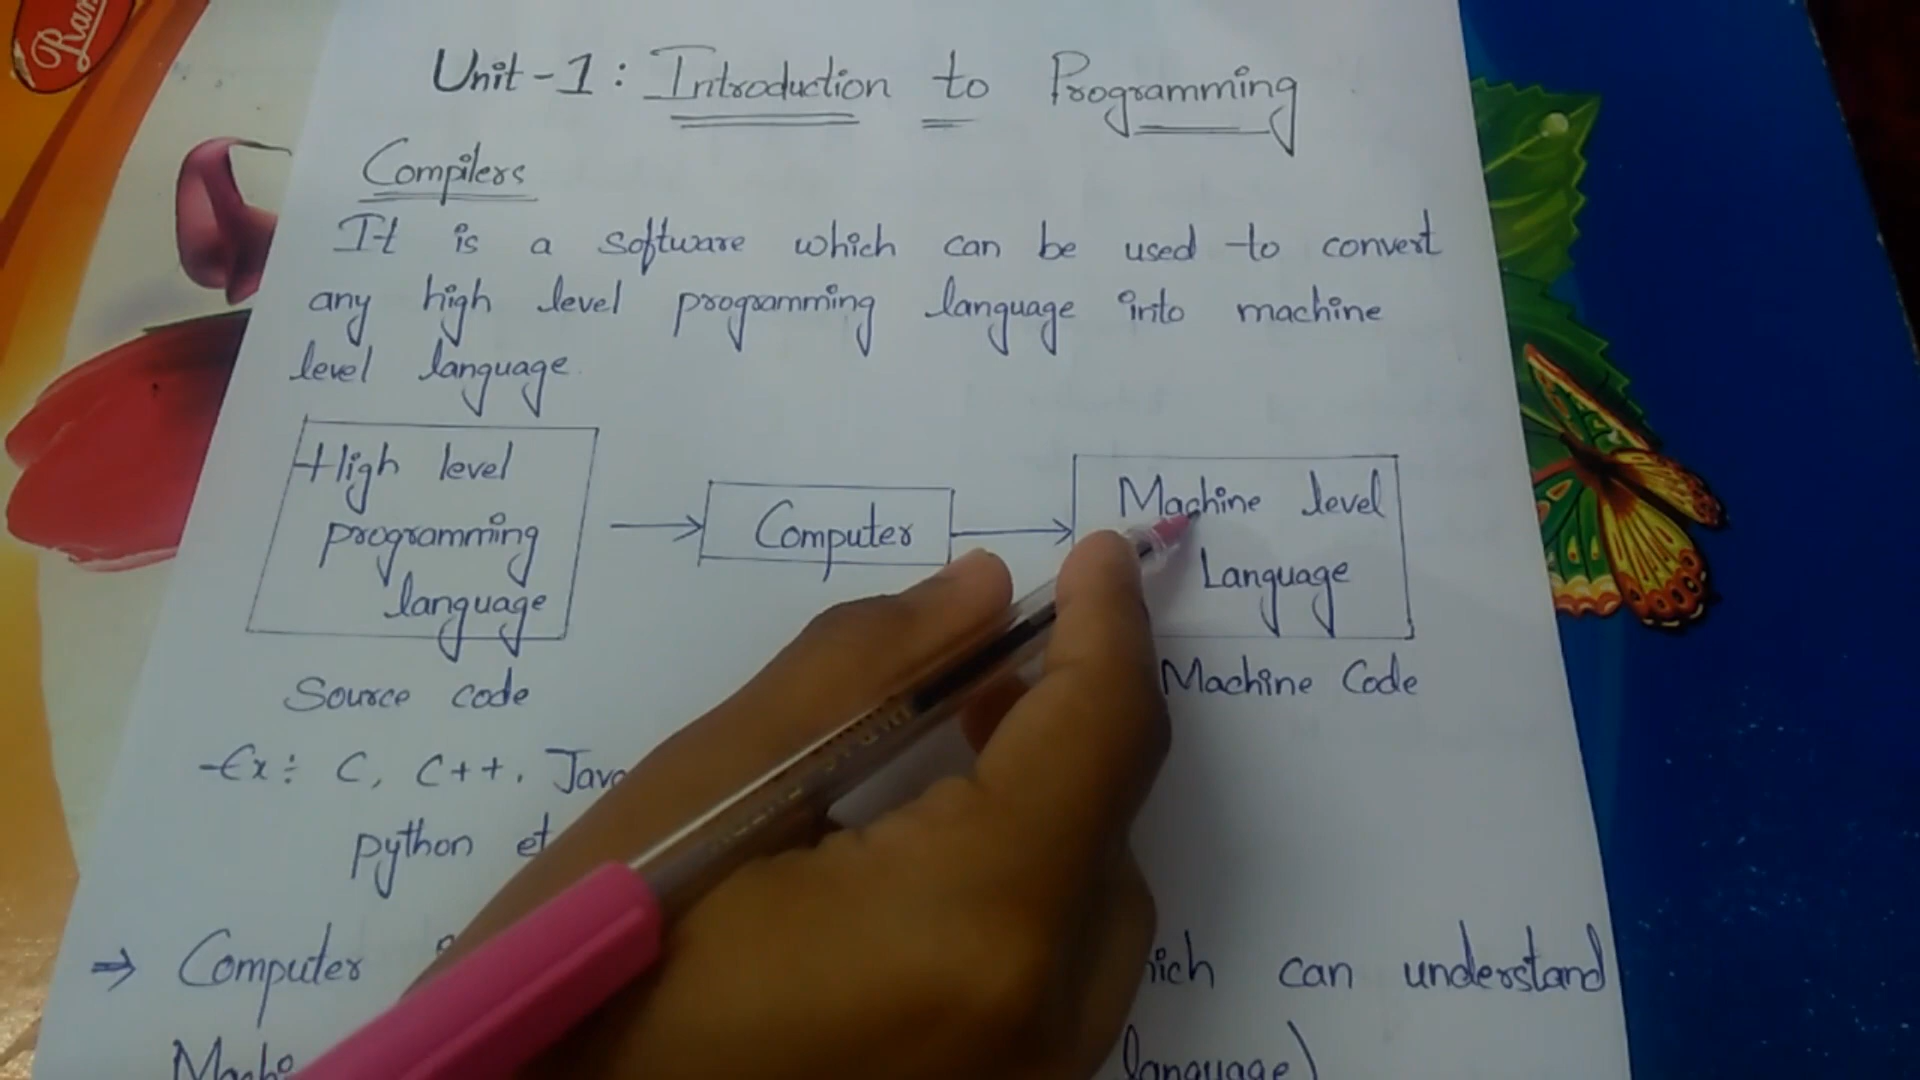 Unit-1: Introduction to Programming
Compilers
It is a software which can be used to convert
any high level programming language into machine
level language.
High level
programming
language
Computer
Machine level
Language
Source code
Machine Code
Ex: C, C++, Java
python
⇒ Computer can understand
language)